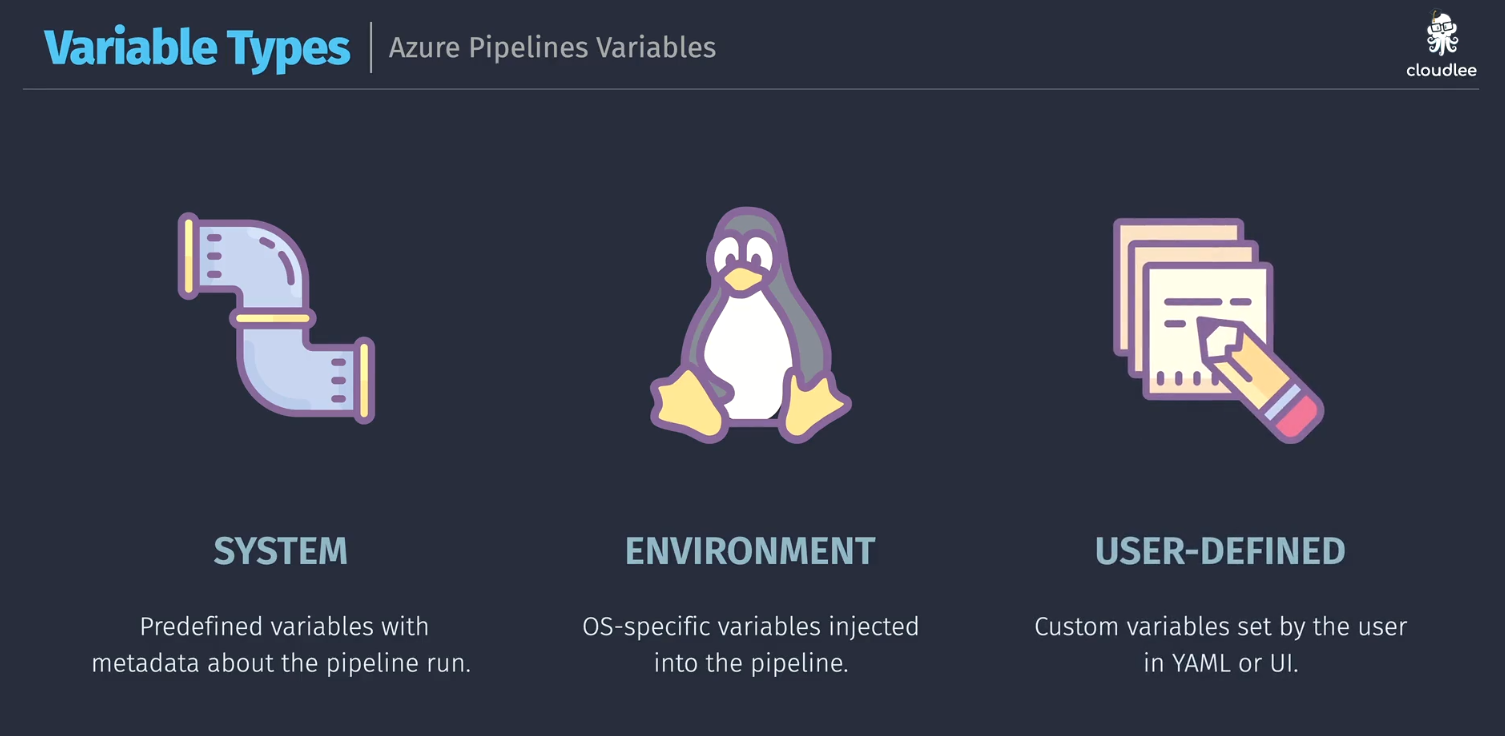 Variable Types
Azure Pipelines Variables
cloudlee
SYSTEM
Predefined variables with
metadata about the pipeline run.
ENVIRONMENT
OS-specific variables injected
into the pipeline.
USER-DEFINED
Custom variables set by the user
in YAML or UI.